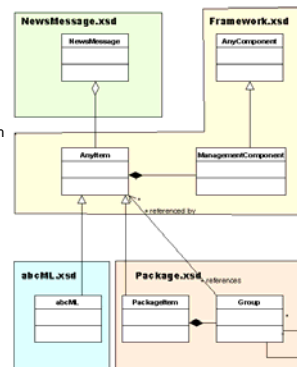 NewsMessage.xsd
Framework.xsd
NewsMessage
AnyComponent
n
AnyItem
ManagementComponent
* referenced by
abcML.xsd
Package.xsd
* references
abcML
PackageItem
Group
*